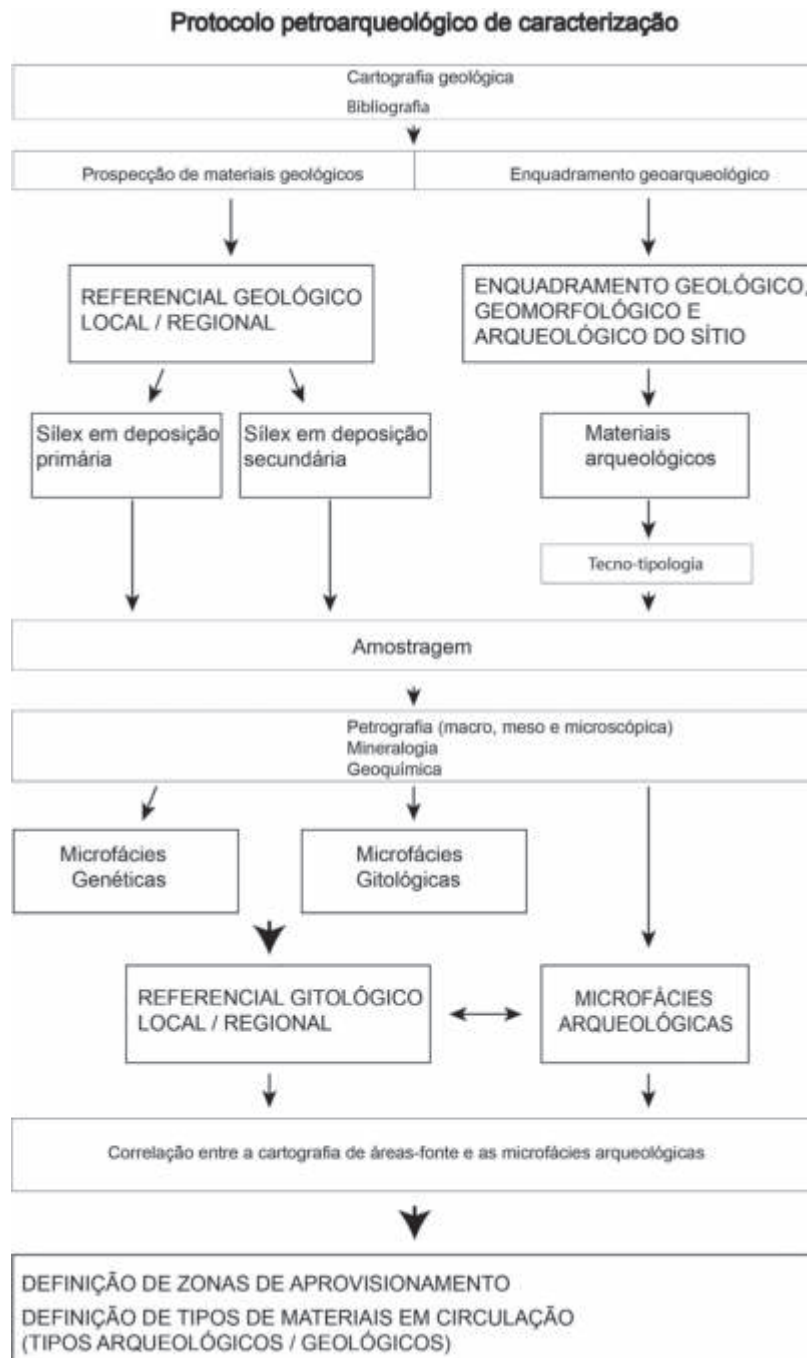 Protocolo petroarqueológico de caracterização
Cartografia geológica
Bibliografia
Prospecção de materiais geológicos
Enquadramento geoarqueológico
REFERENCIAL GEOLÓGICO
LOCAL / REGIONAL
ENQUADRAMENTO GEOLÓGICO,
GEOMORFOLÓGICO E
ARQUEOLÓGICO DO SÍTIO
Sílex em deposição
primária
Sílex em deposição
secundária
Materiais
arqueológicos
Tecno-tipologia
Amostragem
Petrografia (macro, meso e microscópica)
Mineralogia
Geoquímica
Microfácies
Genéticas
Microfácies
Gitológicas
REFERENCIAL GITOLÓGICO
LOCAL / REGIONAL
MICROFÁCIES
ARQUEOLÓGICAS
Correlação entre a cartografia de áreas-fonte e as microfácies arqueológicas
DEFINIÇÃO DE ZONAS DE APROVISIONAMENTO
DEFINIÇÃO DE TIPOS DE MATERIAIS EM CIRCULAÇÃO
(TIPOS ARQUEOLÓGICOS / GEOLÓGICOS)